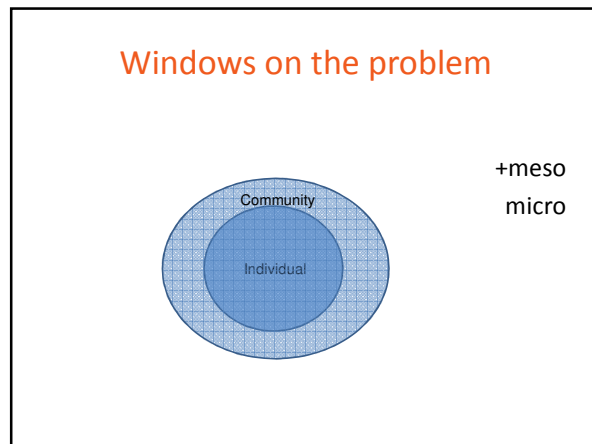 Windows on the problem
+meso
micro
Community
Individual